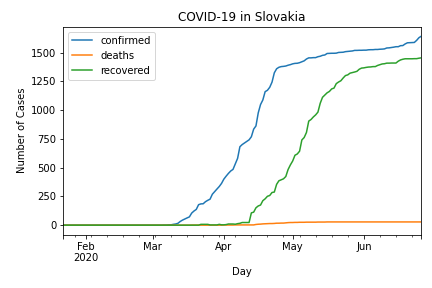 COVID-19 in Slovakia
confirmed
deaths
recovered
Number of Cases
1500
1250
1000
750
500
250
0
Feb
2020
Mar
Apr
May
Jun
Day